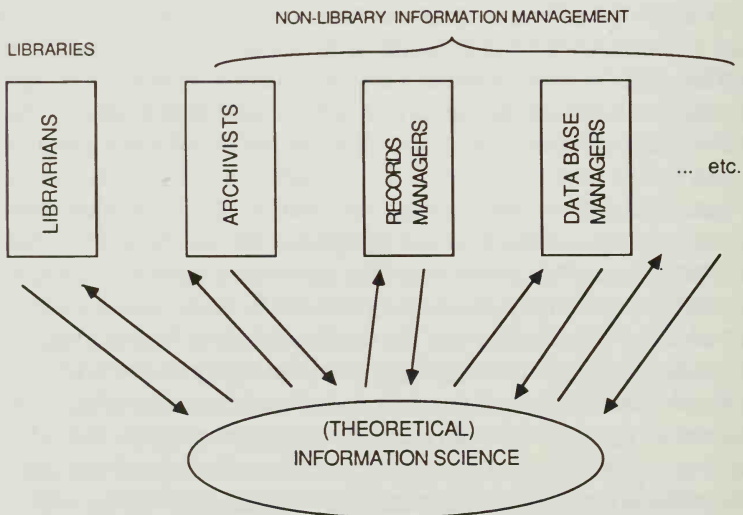 NON-LIBRARY INFORMATION MANAGEMENT
LIBRARIES
LIBRARIANS
ARCHIVISTS
RECORDS
MANAGERS
DATA BASE
MANAGERS
... etc.
(THEORETICAL)
INFORMATION SCIENCE